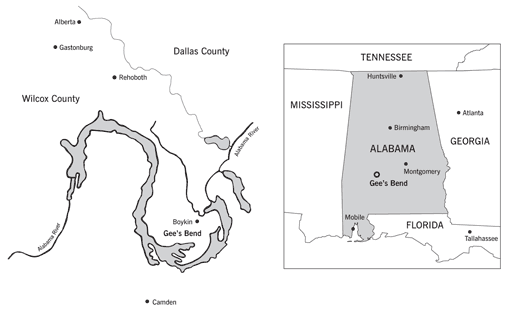 Alberta
Gastonburg
Dallas County
Rehoboth
Wilcox County
Alabama River
Alabama River
Boykin
Gee's Bend
Camden
TENNESSEE
Huntsville
MISSISSIPPI
Atlanta
Birmingham
GEORGIA
ALABAMA
Montgomery
Gee's Bend
Mobile
FLORIDA
Tallahassee